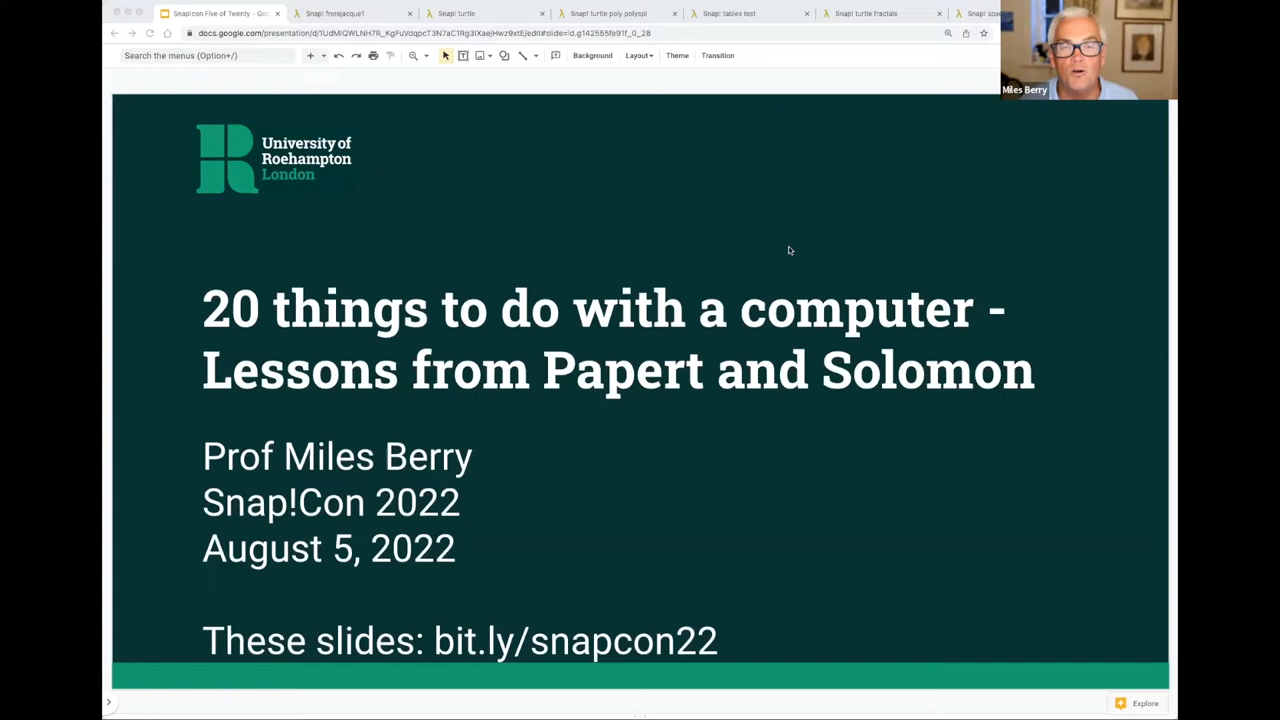 Snap!con Five of Twenty - Goo
Snap! frerejacque1
Snap! turtle
Snap! turtle poly polyspi
Snap! tables test
Snap! turtle fractals
Snap! spac
Search the menus (Option+/)
Background
Layout
Theme
Transition
Miles Berry
University of
Roehampton
London
20 things to do with a computer -
Lessons from Papert and Solomon
Prof Miles Berry
Snap!Con 2022
August 5, 2022
These slides: bit.ly/snapcon22
Explore